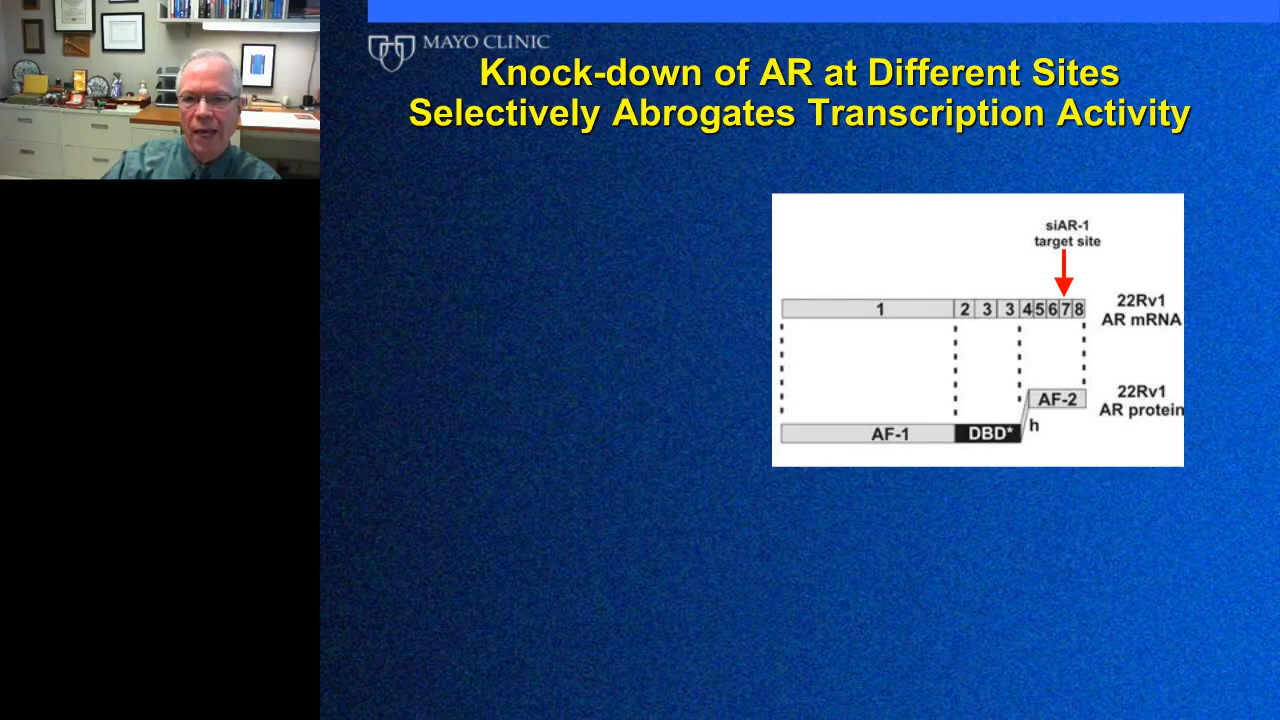 MAYO CLINIC
Knock-down of AR at Different Sites
Selectively Abrogates Transcription Activity
siAR-1
target site
1 2 3 3 4 5 6 7 8
22Rv1
AR mRNA
AF-2
22Rv1
AR protein
h
AF-1 DBD*